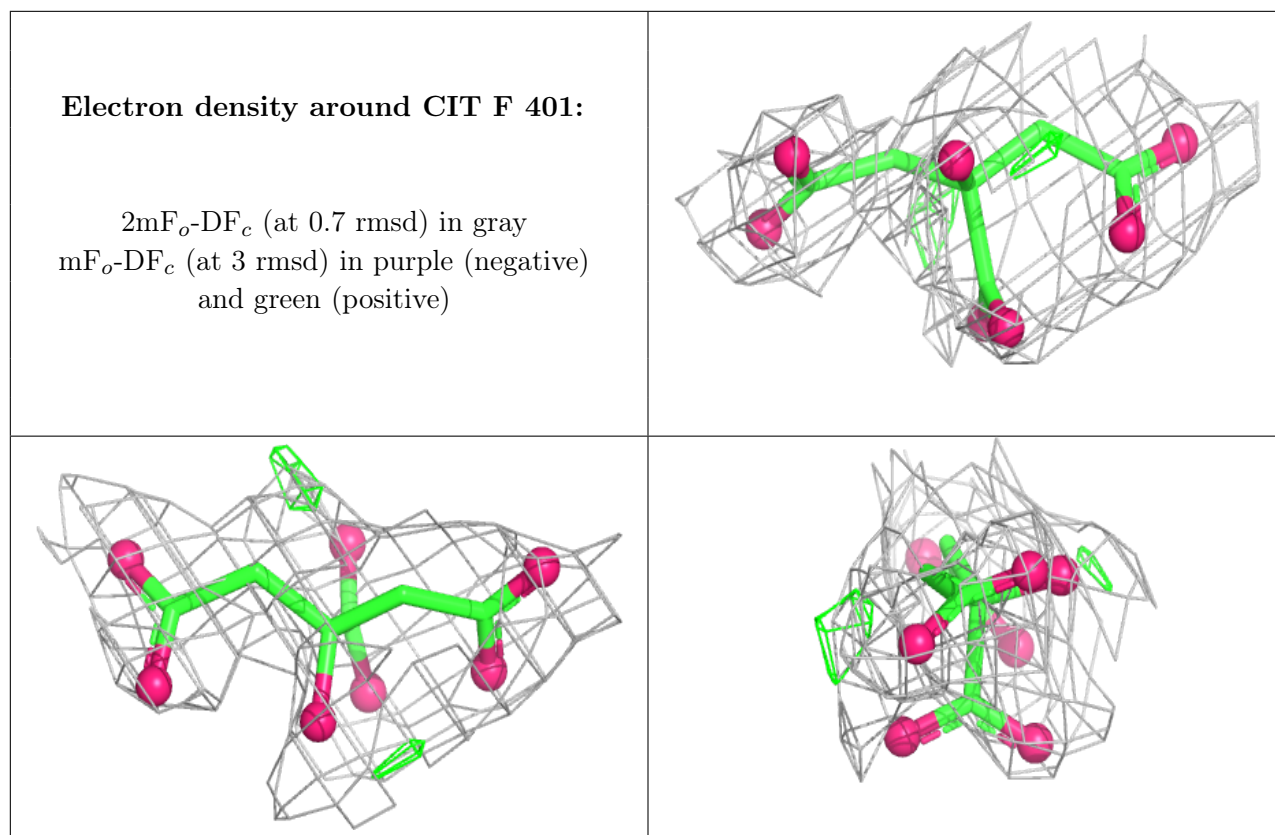 Electron density around CIT F 401:
2mFₒ-DF𝒸 (at 0.7 rmsd) in gray
mFₒ-DF𝒸 (at 3 rmsd) in purple (negative)
and green (positive)